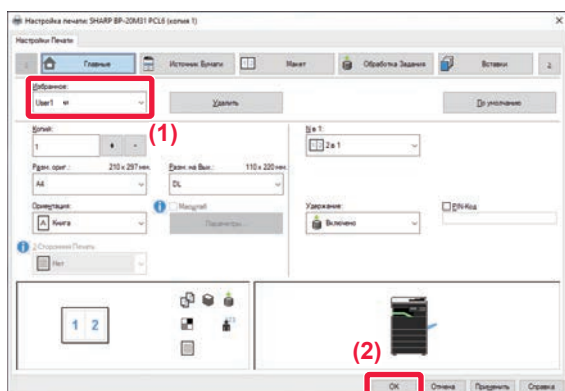 Настройка печати: SHARP BP-20M31 PCL6 (копия 1)
Настройки Печати
Главные Источник Бумаги Макет Обработка Задания Вставки
Избранное:
User1 Удалить По умолчанию
(1)
Копий: N в 1:
1 + - 2 в 1
Разм. ориг.: 210 x 297 мм. Разм. на Вых.: 110 x 220 мм.
A4 DL
Ориентация: Масштаб Удержание: PIN-Код
Книга Параметры... Включено
2-Сторонняя Печать
Нет
1 2
(2)
OK Отмена Применить Справка